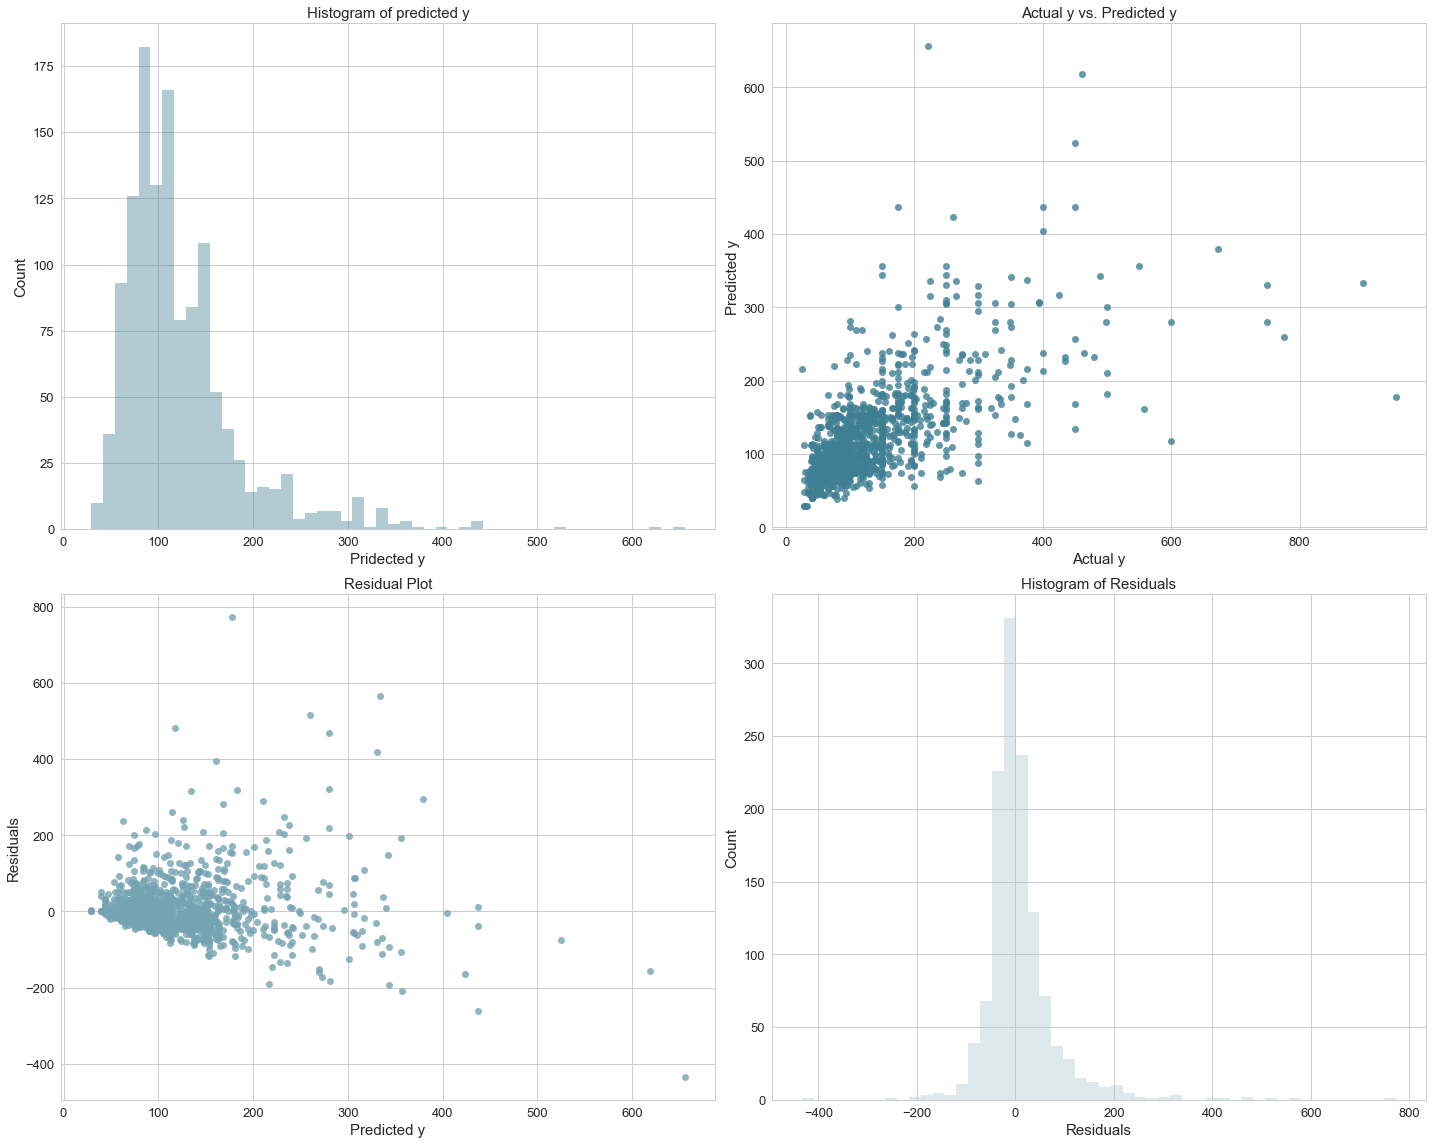 Histogram of predicted y
175
150
125
100
75
50
25
0
Count
0 100 200 300 400 500 600
Pridected y
Actual y vs. Predicted y
600
500
400
300
200
100
0
Predicted y
0 200 400 600 800
Actual y
Residual Plot
800
600
400
200
0
−200
−400
Residuals
0 100 200 300 400 500 600
Predicted y
Histogram of Residuals
300
250
200
150
100
50
0
Count
−400 −200 0 200 400 600 800
Residuals